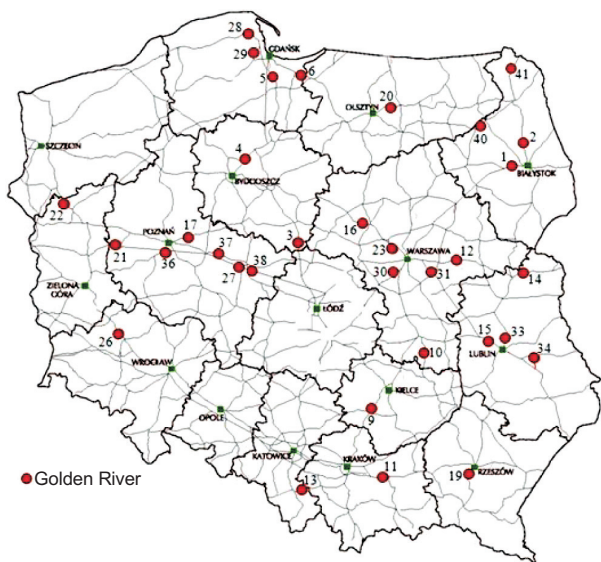 28
GDAŃSK
29
5
6
41
20
OLSZTYN
40
2
SZCZECIN
4
1
BIAŁYSTOK
BYDGOSZCZ
22
16
17
POZNAŃ
3
23
WARSZAWA
12
21
36
37
27
38
30
31
14
ZIELONA
GÓRA
ŁÓDŹ
26
15
33
LUBLIN
34
10
WROCŁAW
KIELCE
9
OPOLE
KATOWICE
KRAKÓW
11
13
19
RZESZÓW
Golden River